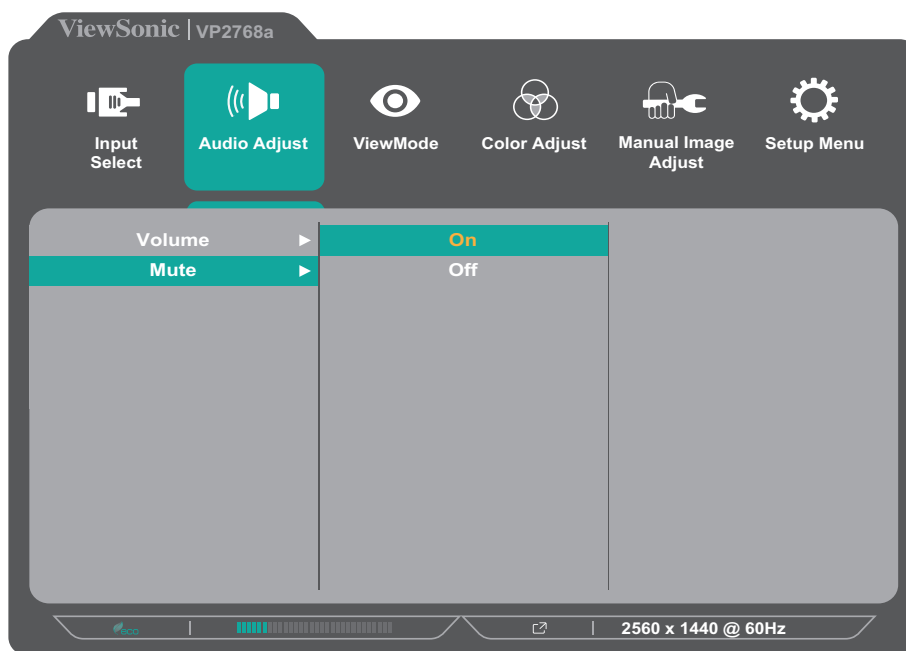 ViewSonic | VP2768a
Input Select
Audio Adjust
ViewMode
Color Adjust
Manual Image Adjust
Setup Menu
Volume
On
Mute
Off
eco
2560 x 1440 @ 60Hz